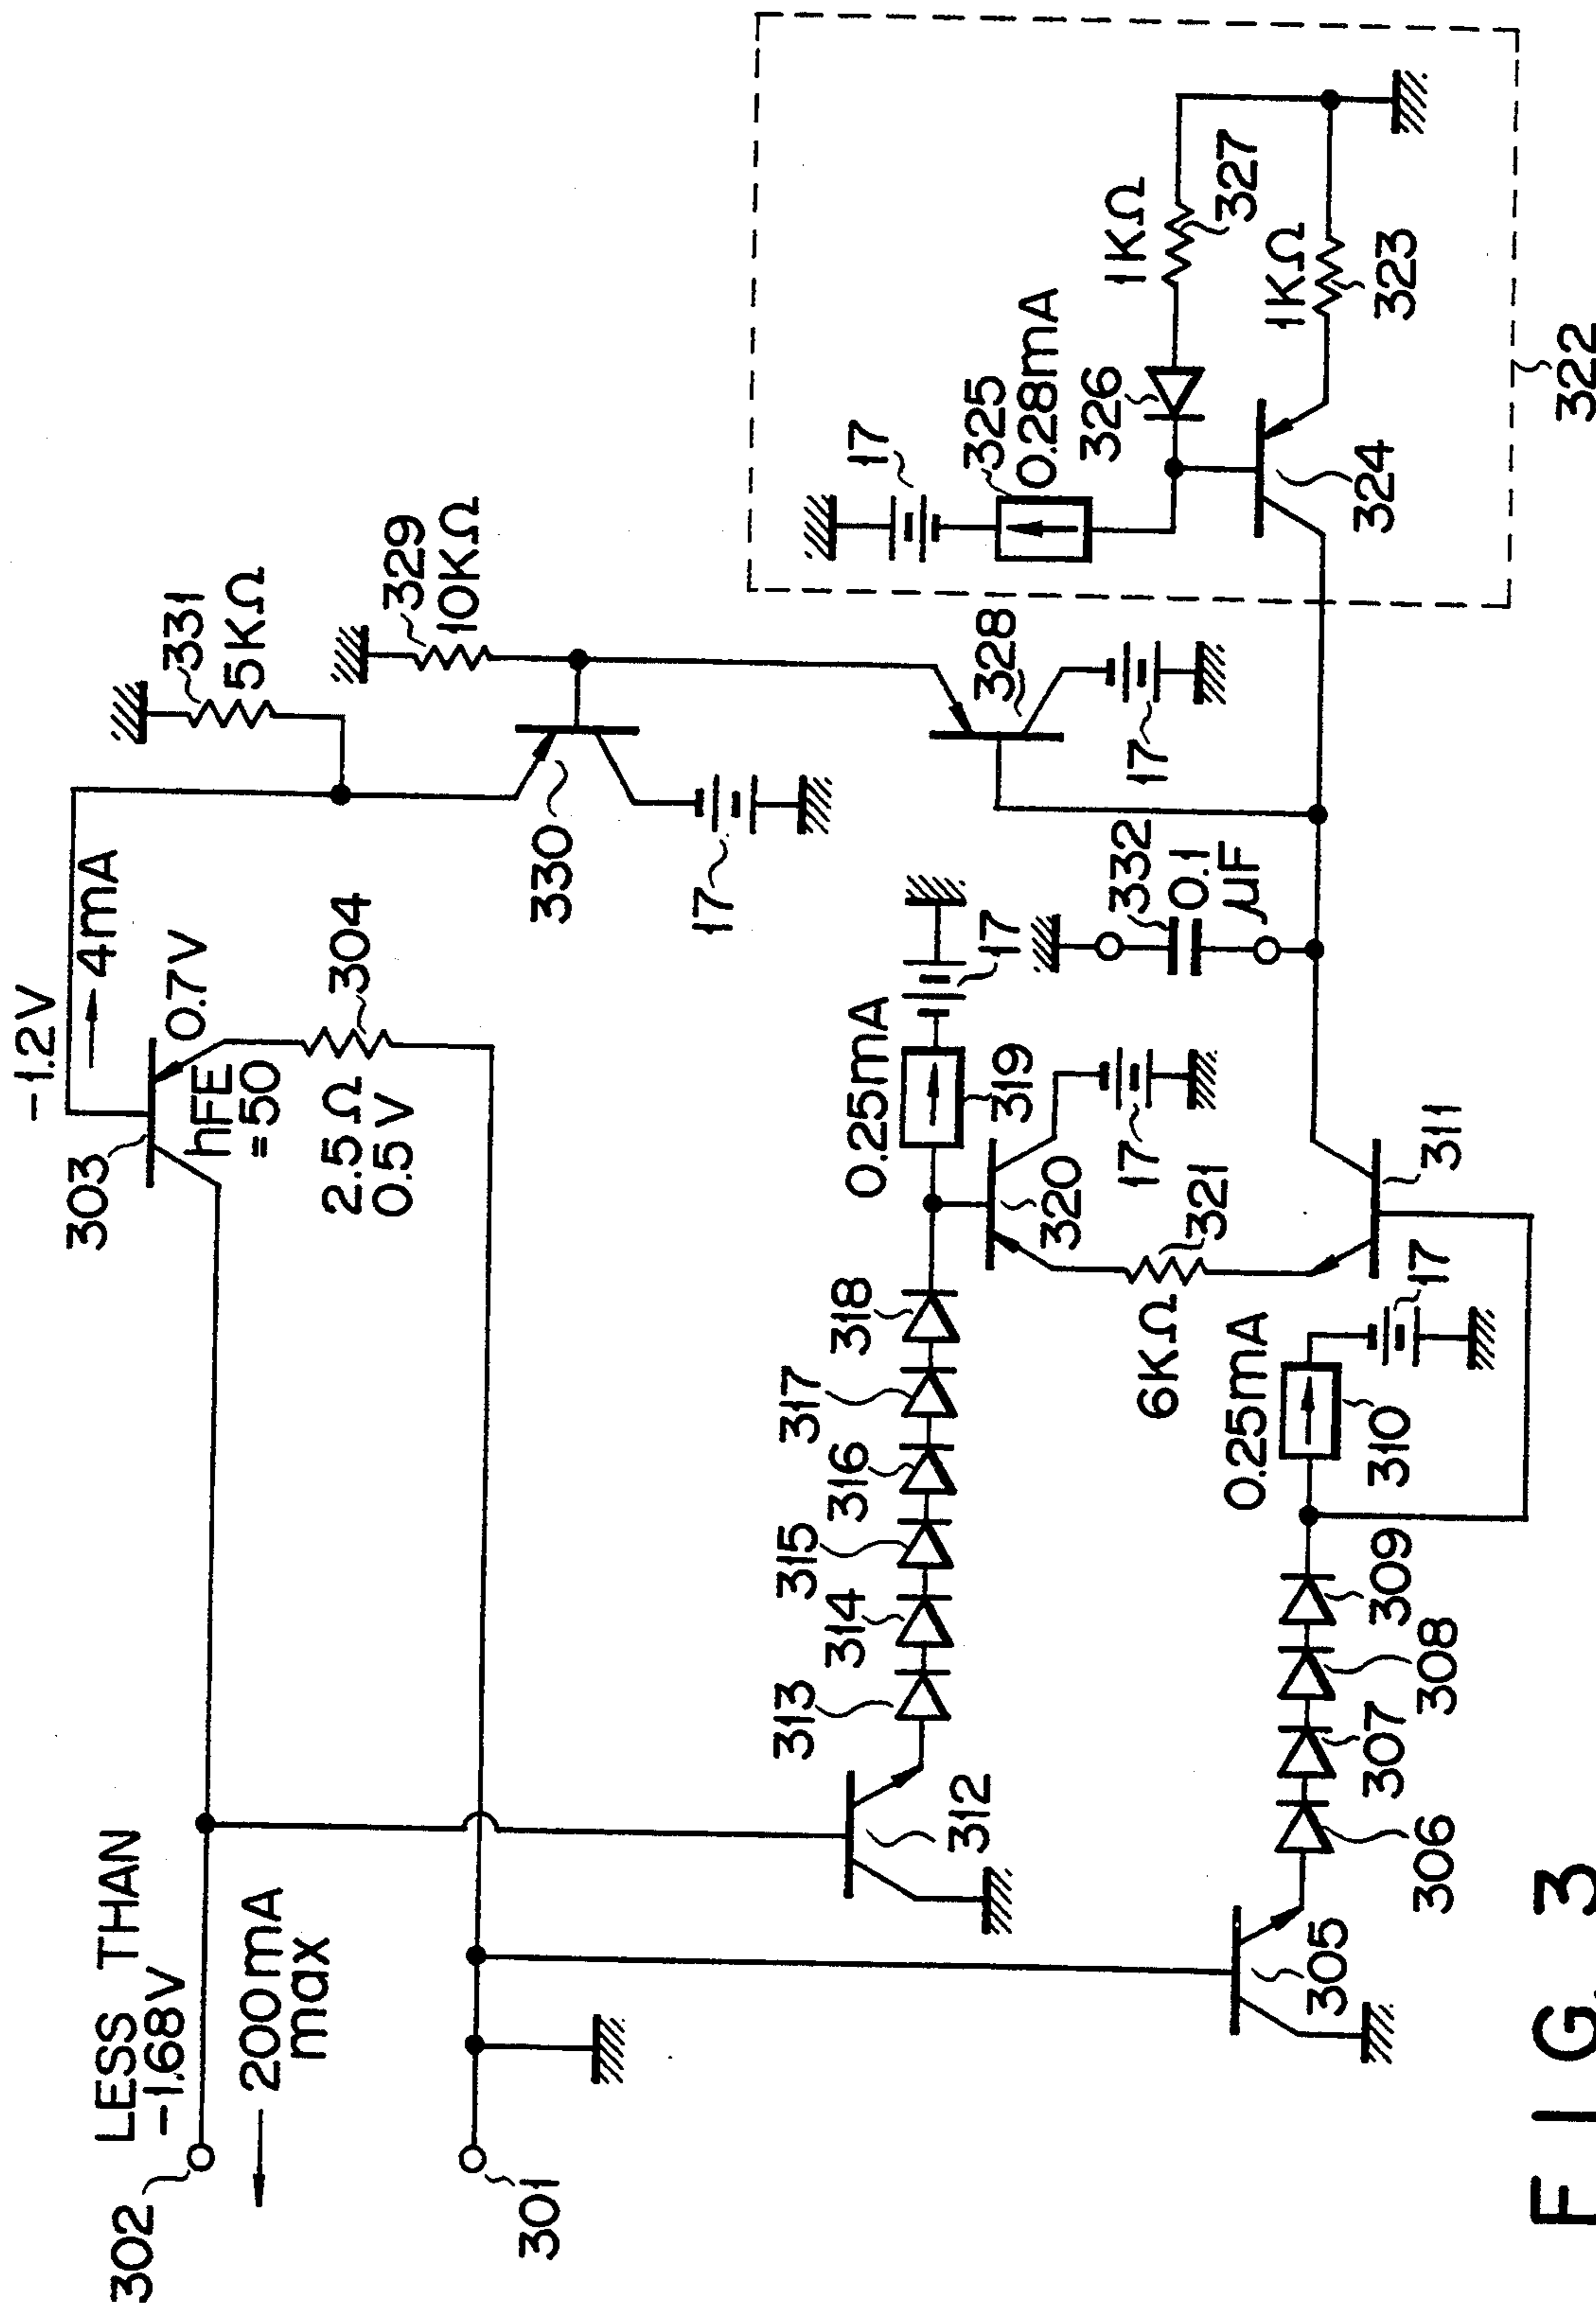 302
LESS THAN
-1.68V
200mA
max
301
303
-1.2V
4mA
0.7V
hFE
=50
304
2.5Ω
0.5V
331
5KΩ
329
10KΩ
330
17
328
17
17
325
0.28mA
326
1KΩ
327
1KΩ
323
324
322
332
0.1
μF
17
0.25mA
319
320
17
321
6KΩ
311
17
0.25mA
310
312
313
314
315
316
317
318
305
306
307
308
309
FIG. 3